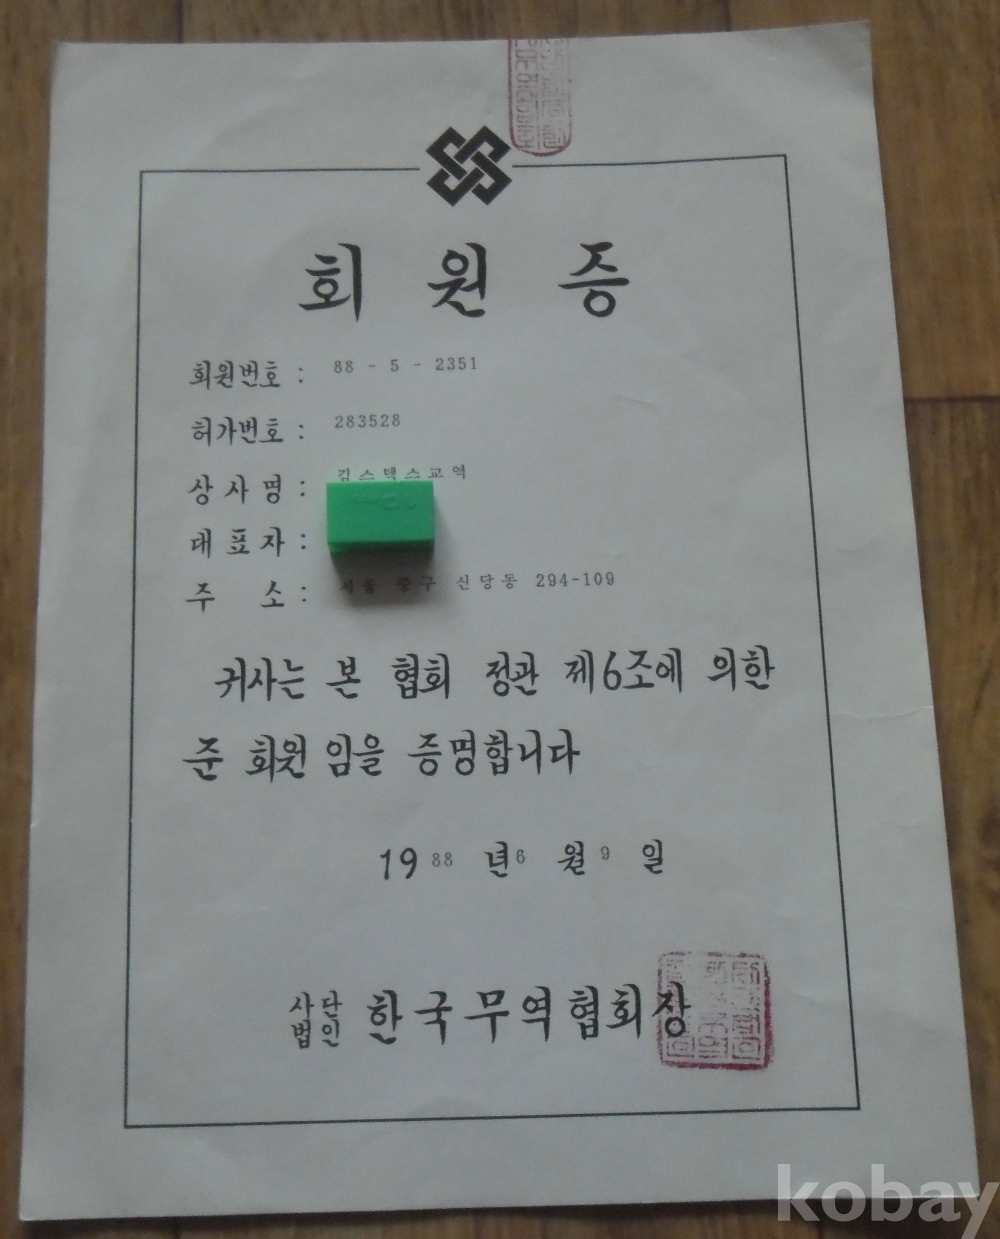 회 원 증
회원번호 : 88 - 5 - 2351
허가번호 : 283528
상 사 명 : 김스텍스교역
대 표 자 :
주 소 : 서울 중구 신당동 294-109
귀사는 본 협회 정관 제6조에 의한
준 회원 임을 증명합니다
1988 년 6 월 9 일
사단법인 한국무역협회장
kobay